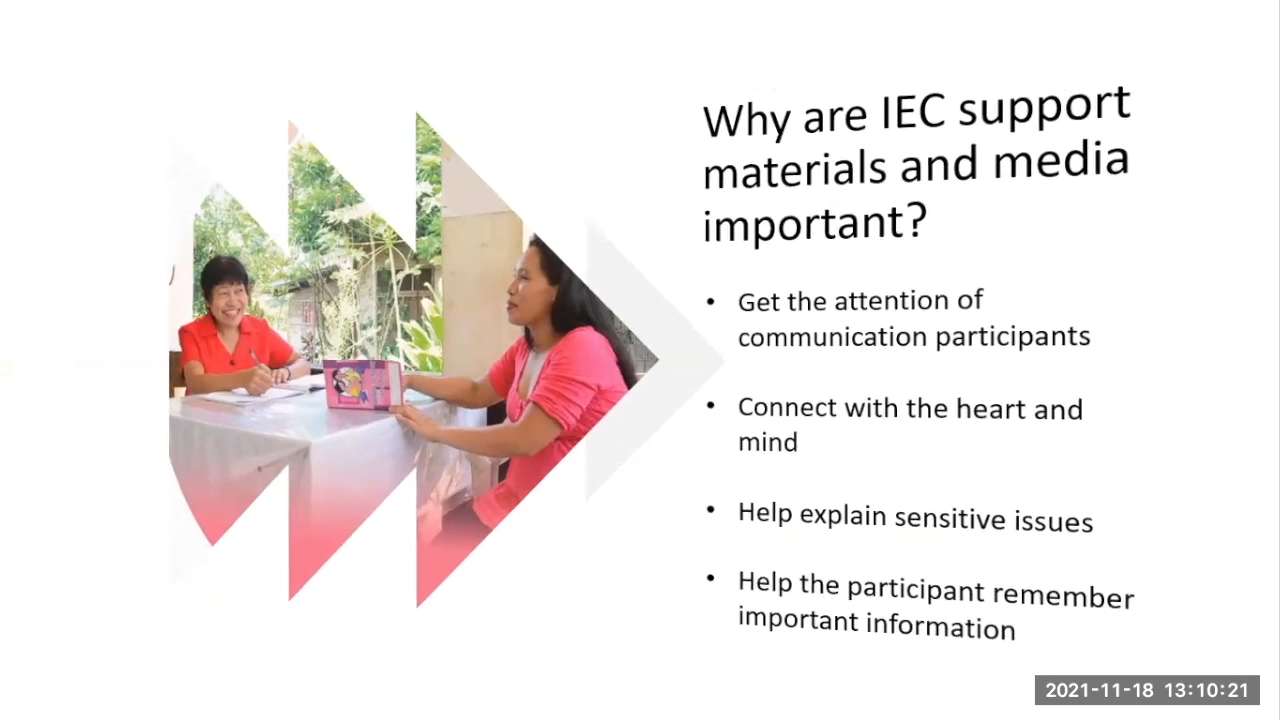 Why are IEC support
materials and media
important?
• Get the attention of
communication participants
• Connect with the heart and
mind
• Help explain sensitive issues
• Help the participant remember
important information
2021-11-18 13:10:21